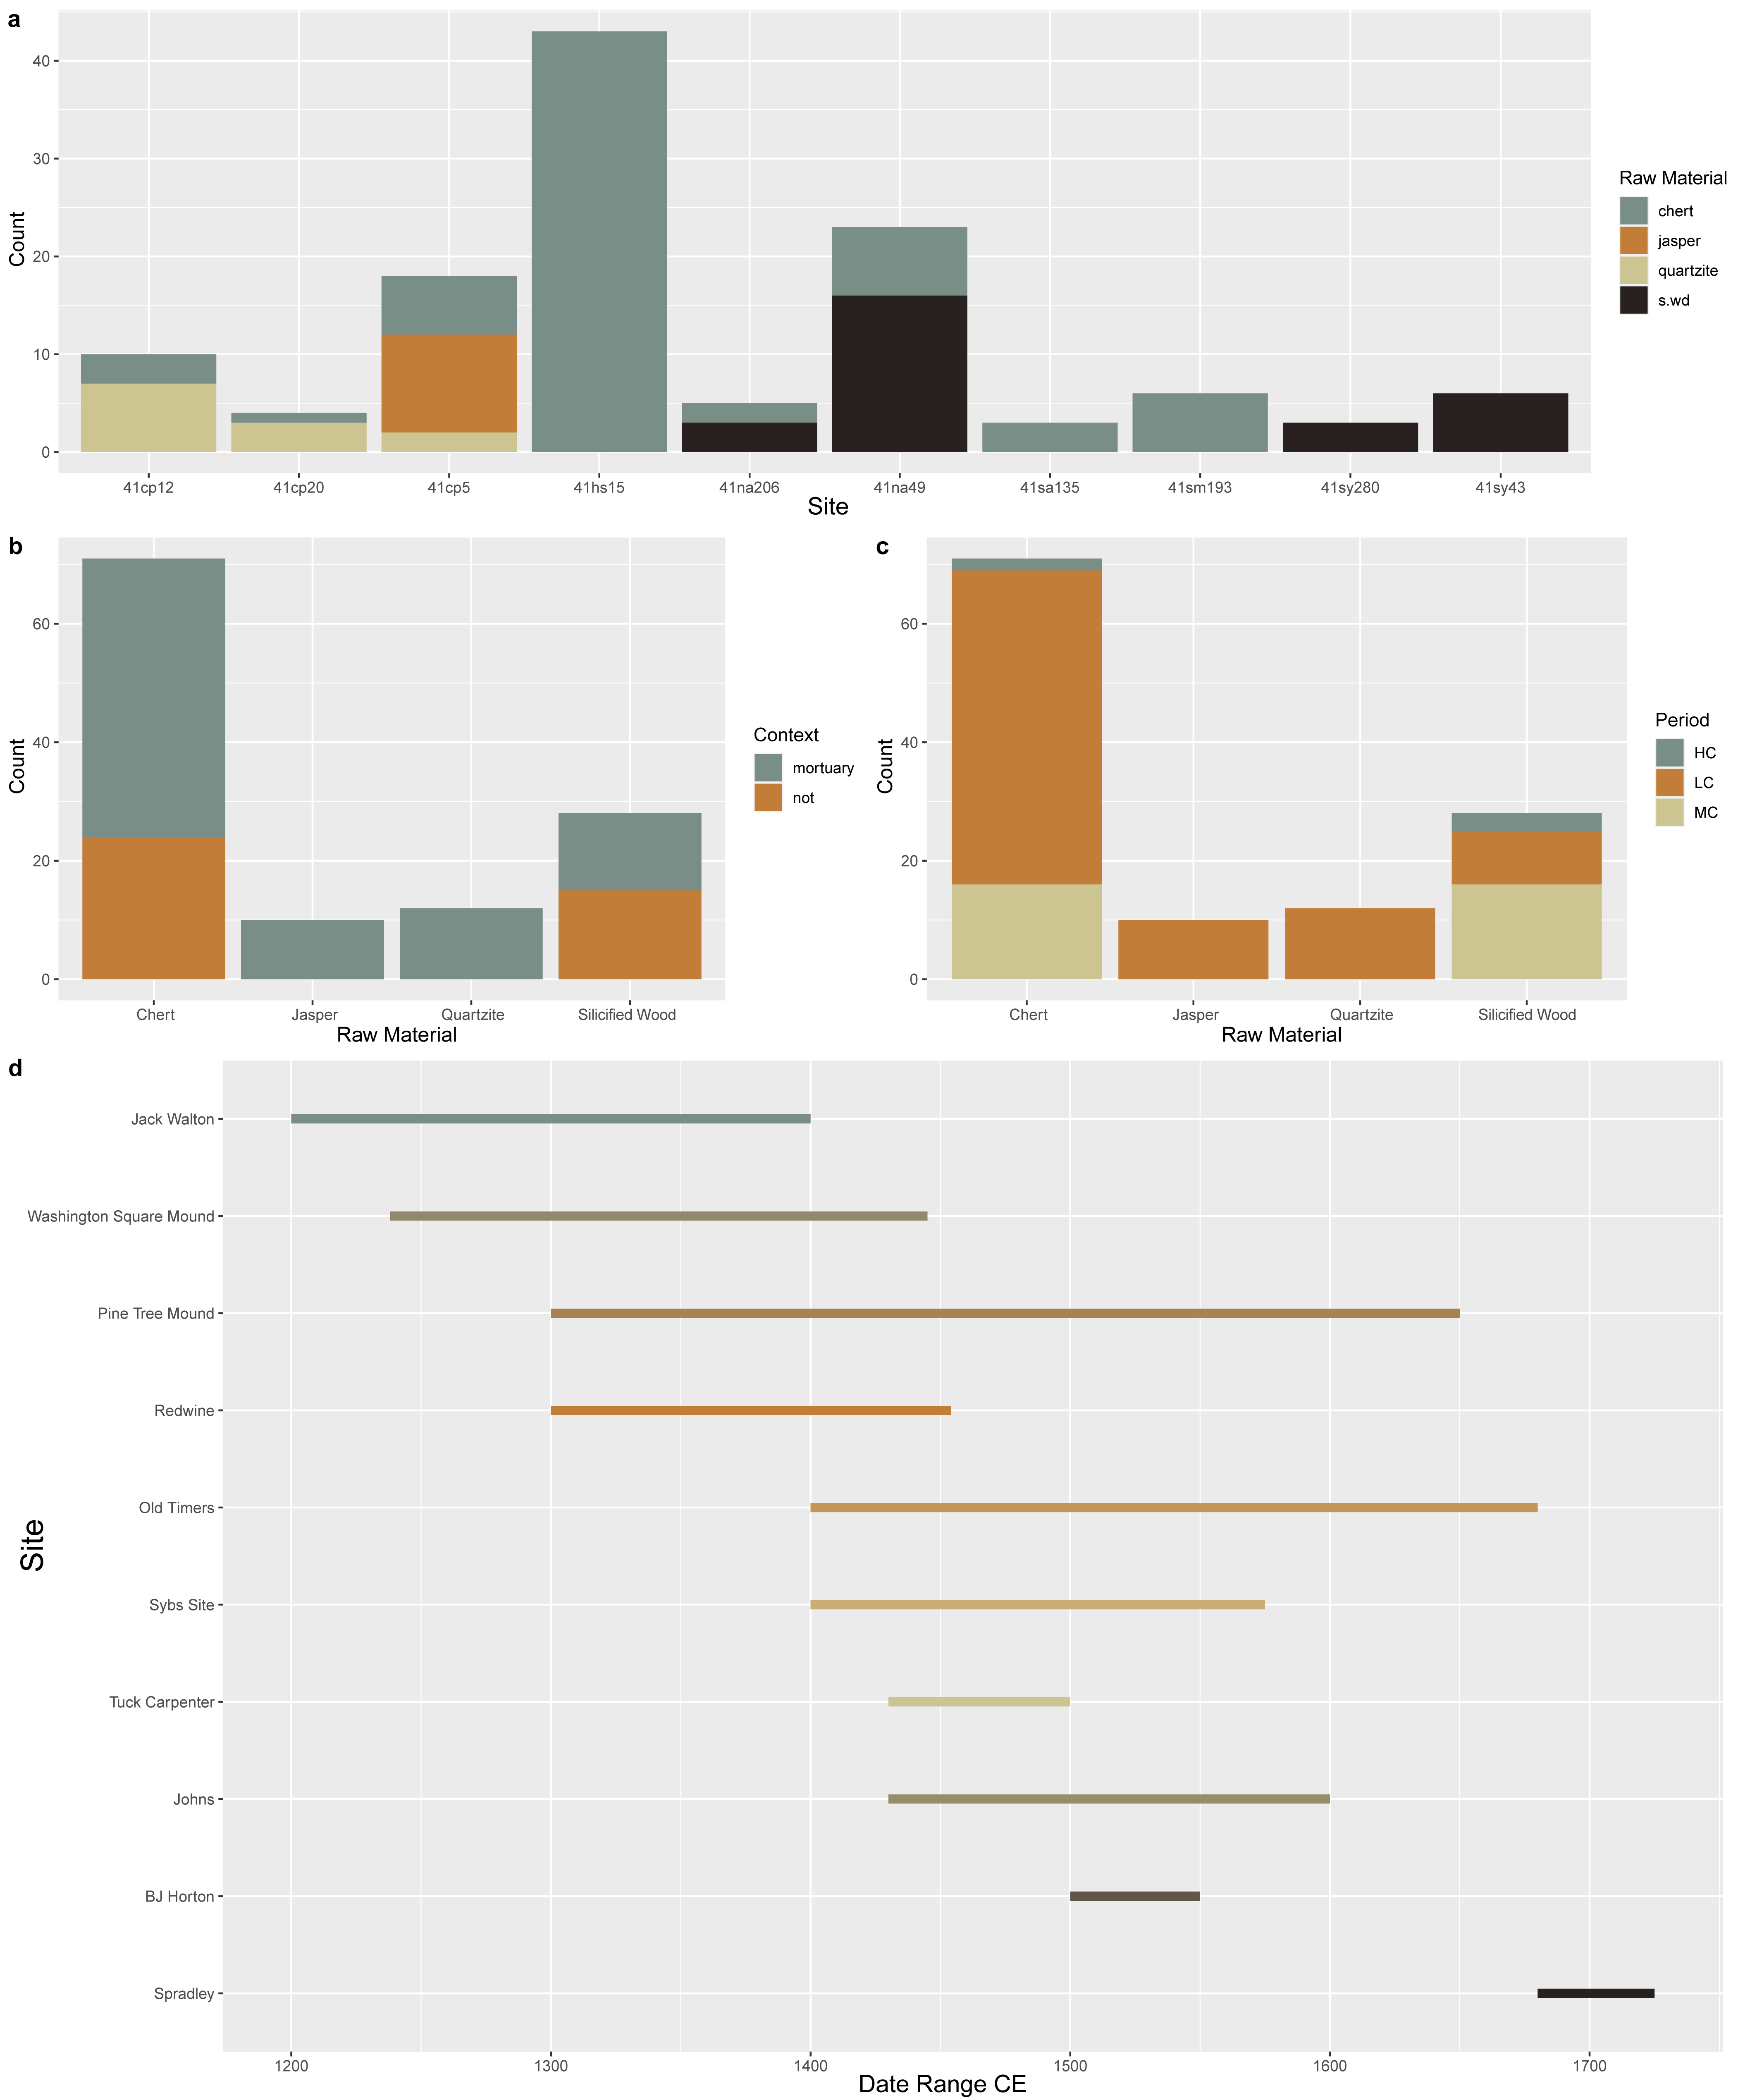 a
40
30
20
10
0
Count
41cp12 41cp20 41cp5 41hs15 41na206 41na49 41sa135 41sm193 41sy280 41sy43
Site
Raw Material
chert
jasper
quartzite
s.wd
b
60
40
20
0
Count
Chert Jasper Quartzite Silicified Wood
Raw Material
Context
mortuary
not
c
60
40
20
0
Count
Chert Jasper Quartzite Silicified Wood
Raw Material
Period
HC
LC
MC
d
Jack Walton
Washington Square Mound
Pine Tree Mound
Redwine
Old Timers
Sybs Site
Tuck Carpenter
Johns
BJ Horton
Spradley
Site
1200 1300 1400 1500 1600 1700
Date Range CE